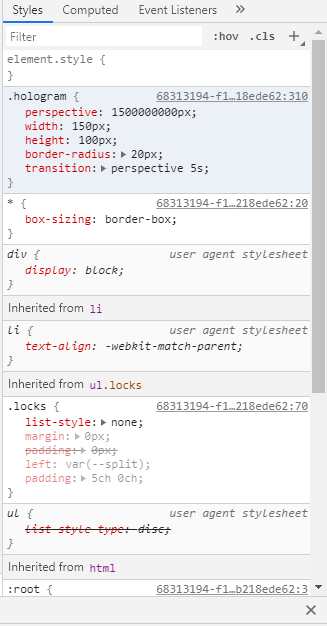 Styles Computed Event Listeners »
Filter :hov .cls +
element.style {
}
.hologram { 68313194-f1…18ede62:310
perspective: 1500000000px;
width: 150px;
height: 100px;
border-radius: 20px;
transition: perspective 5s;
}
* { 68313194-f1…218ede62:20
box-sizing: border-box;
}
div { user agent stylesheet
display: block;
}
Inherited from li
li { user agent stylesheet
text-align: -webkit-match-parent;
}
Inherited from ul.locks
.locks { 68313194-f1…218ede62:70
list-style: none;
margin: 0px;
padding: 0px;
left: var(--split);
padding: 5ch 0ch;
}
ul { user agent stylesheet
list-style-type: disc;
}
Inherited from html
:root { 68313194-f1…b218ede62:3